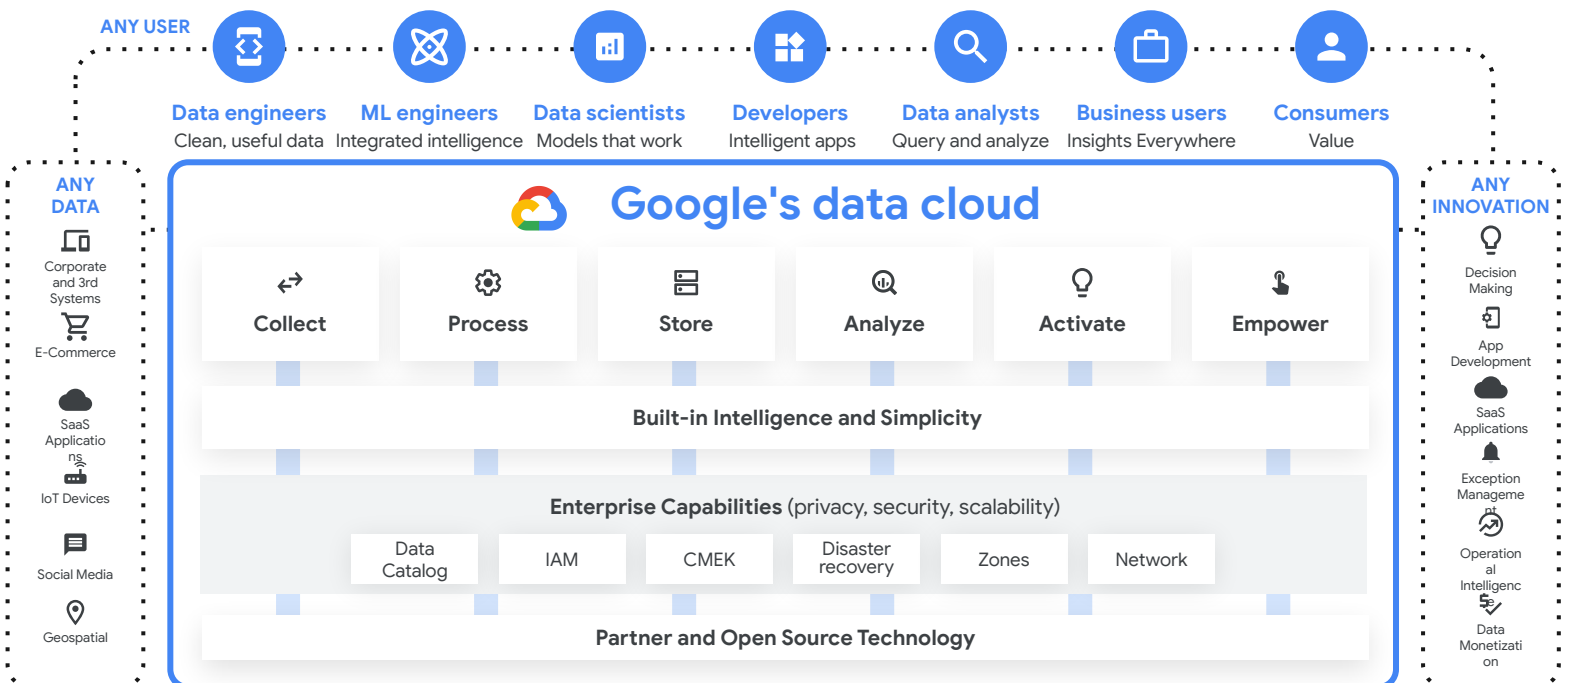 ANY USER
Data engineers
Clean, useful data
ML engineers
Integrated intelligence
Data scientists
Models that work
Developers
Intelligent apps
Data analysts
Query and analyze
Business users
Insights Everywhere
Consumers
Value
ANY
DATA
Corporate
and 3rd
Systems
E-Commerce
SaaS
Applicatio
ns
IoT Devices
Social Media
Geospatial
Google's data cloud
Collect
Process
Store
Analyze
Activate
Empower
Built-in Intelligence and Simplicity
Enterprise Capabilities (privacy, security, scalability)
Data
Catalog
IAM
CMEK
Disaster
recovery
Zones
Network
Partner and Open Source Technology
ANY
INNOVATION
Decision
Making
App
Development
SaaS
Applications
Exception
Manageme
nt
Operation
al
Intelligenc
e
Data
Monetizati
on